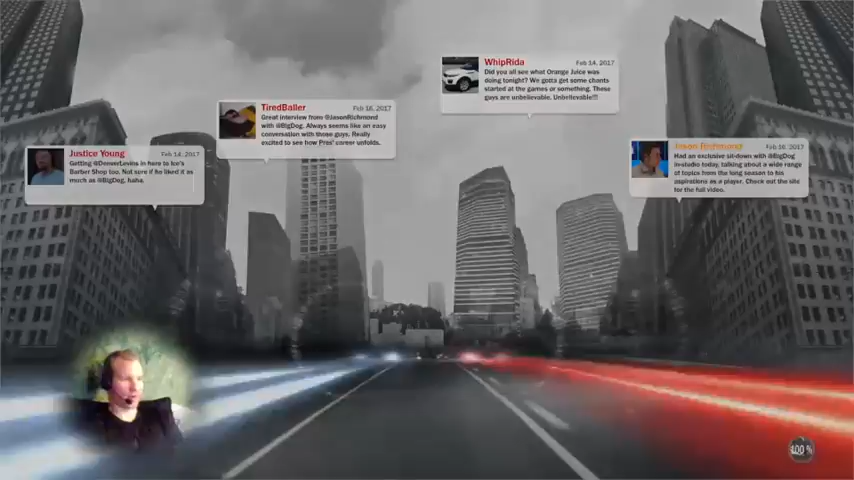 Justice Young Feb 14, 2017
Getting @DenverLevins in here to Ice's
Barber Shop too. Not sure if he liked it as
much as @BigDog, haha.
TiredBaller Feb 16, 2017
Great interview from @JasonRichmond
with @BigDog. Always seems like an easy
conversation with those guys. Really
excited to see how Prez' career unfolds.
WhipRida Feb 14, 2017
Did you all see what Orange Juice was
doing tonight? We gotta get some chants
started at the games or something. These
guys are unbelievable. Unbelievable!!!
Jason Richmond Feb 16, 2017
Had an exclusive sit-down with @BigDog
in-studio today, talking about a wide range
of topics from the long season to his
aspirations as a player. Check out the site
for the full video.
100 %